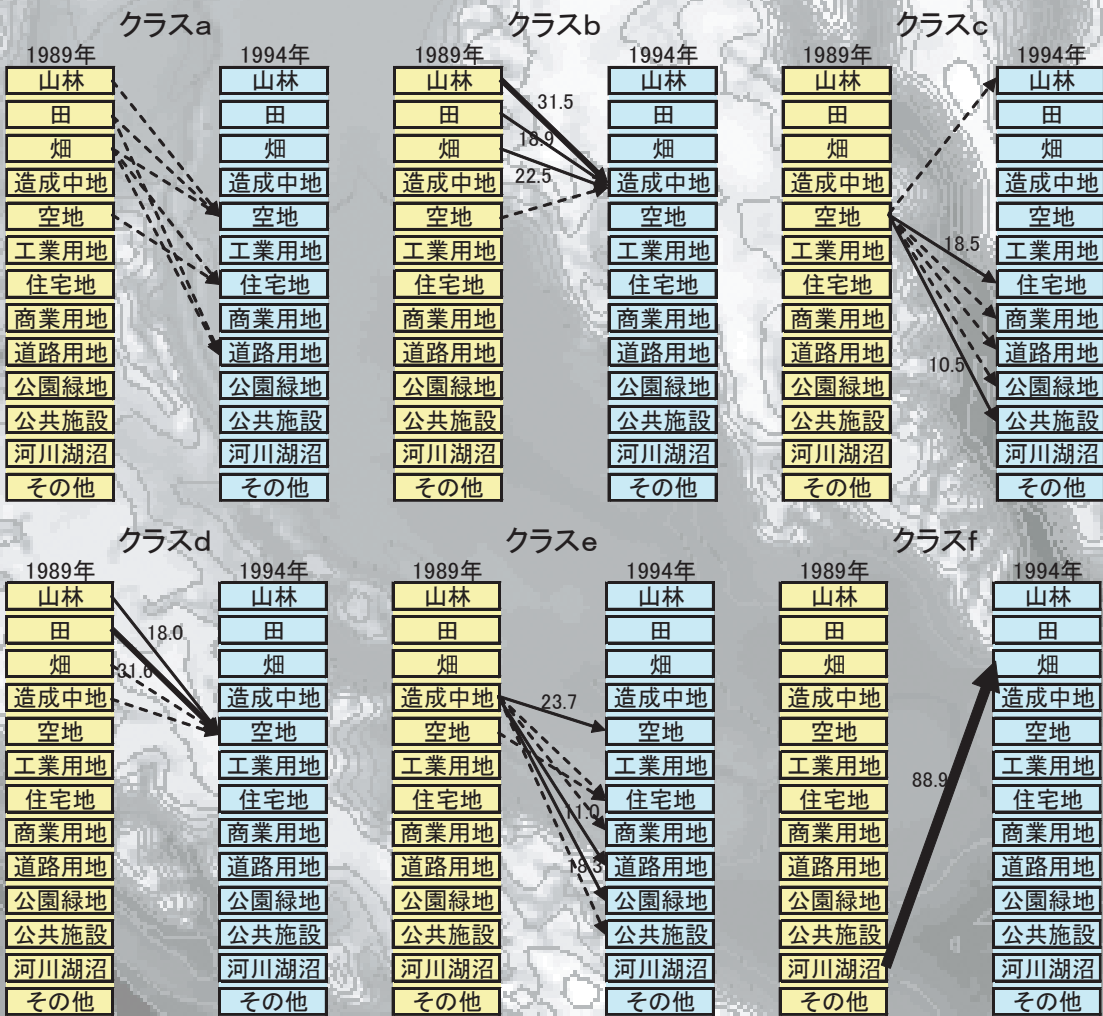 クラスa
1989年
1994年
山林
田
畑
造成中地
空地
工業用地
住宅地
商業用地
道路用地
公園緑地
公共施設
河川湖沼
その他
山林
田
畑
造成中地
空地
工業用地
住宅地
商業用地
道路用地
公園緑地
公共施設
河川湖沼
その他
クラスb
1989年
1994年
山林
田
畑
造成中地
空地
工業用地
住宅地
商業用地
道路用地
公園緑地
公共施設
河川湖沼
その他
31.5
18.9
22.5
山林
田
畑
造成中地
空地
工業用地
住宅地
商業用地
道路用地
公園緑地
公共施設
河川湖沼
その他
クラスc
1989年
1994年
山林
田
畑
造成中地
空地
工業用地
住宅地
商業用地
道路用地
公園緑地
公共施設
河川湖沼
その他
18.5
10.5
山林
田
畑
造成中地
空地
工業用地
住宅地
商業用地
道路用地
公園緑地
公共施設
河川湖沼
その他
クラスd
1989年
1994年
山林
田
畑
造成中地
空地
工業用地
住宅地
商業用地
道路用地
公園緑地
公共施設
河川湖沼
その他
18.0
31.6
山林
田
畑
造成中地
空地
工業用地
住宅地
商業用地
道路用地
公園緑地
公共施設
河川湖沼
その他
クラスe
1989年
1994年
山林
田
畑
造成中地
空地
工業用地
住宅地
商業用地
道路用地
公園緑地
公共施設
河川湖沼
その他
23.7
11.0
18.3
山林
田
畑
造成中地
空地
工業用地
住宅地
商業用地
道路用地
公園緑地
公共施設
河川湖沼
その他
クラスf
1989年
1994年
山林
田
畑
造成中地
空地
工業用地
住宅地
商業用地
道路用地
公園緑地
公共施設
河川湖沼
その他
88.9
山林
田
畑
造成中地
空地
工業用地
住宅地
商業用地
道路用地
公園緑地
公共施設
河川湖沼
その他